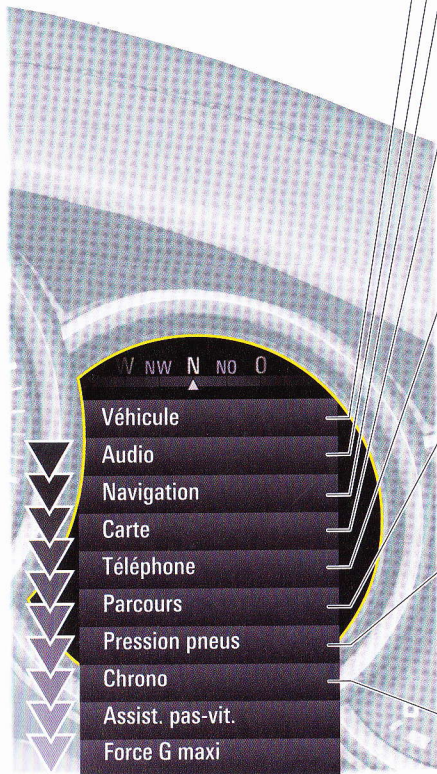 W NW N NO O
Véhicule
Audio
Navigation
Carte
Téléphone
Parcours
Pression pneus
Chrono
Assist. pas-vit.
Force G maxi